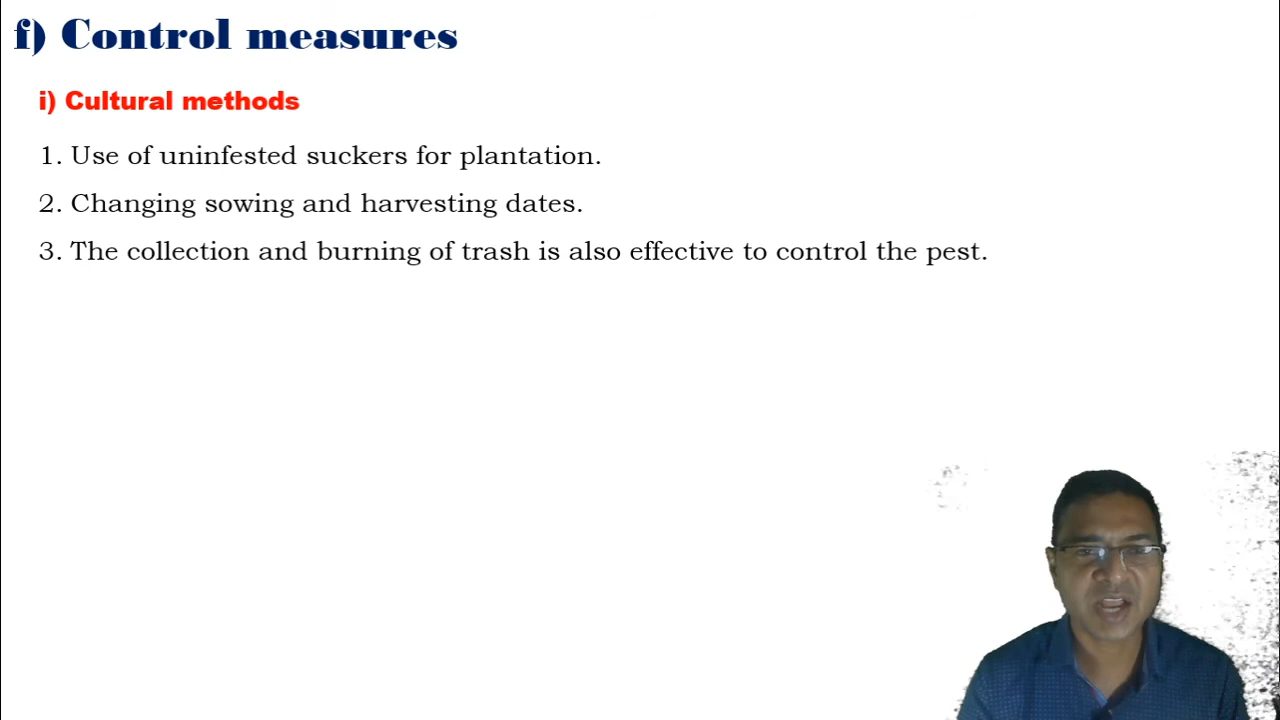 f) Control measures
i) Cultural methods
1. Use of uninfested suckers for plantation.
2. Changing sowing and harvesting dates.
3. The collection and burning of trash is also effective to control the pest.